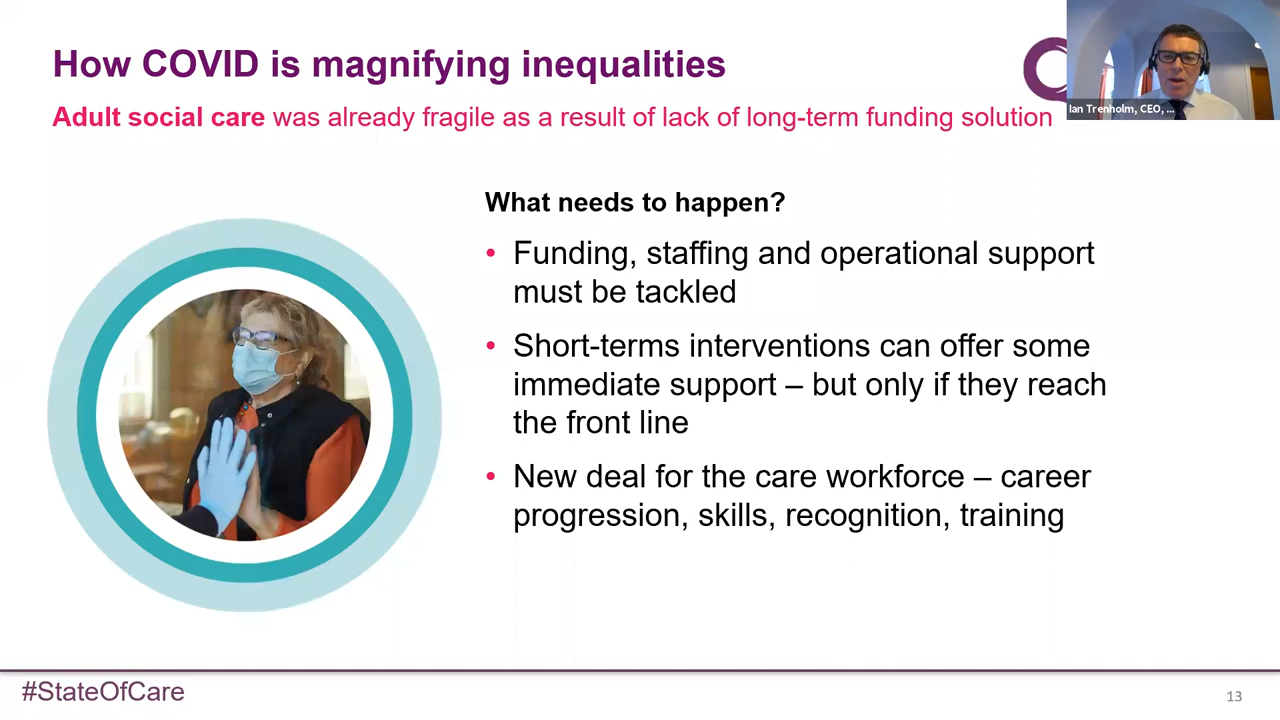 How COVID is magnifying inequalities
Adult social care was already fragile as a result of lack of long-term funding solution
Ian Trenholm, CEO, ...
What needs to happen?
• Funding, staffing and operational support
must be tackled
• Short-terms interventions can offer some
immediate support – but only if they reach
the front line
• New deal for the care workforce – career
progression, skills, recognition, training
#StateOfCare
13